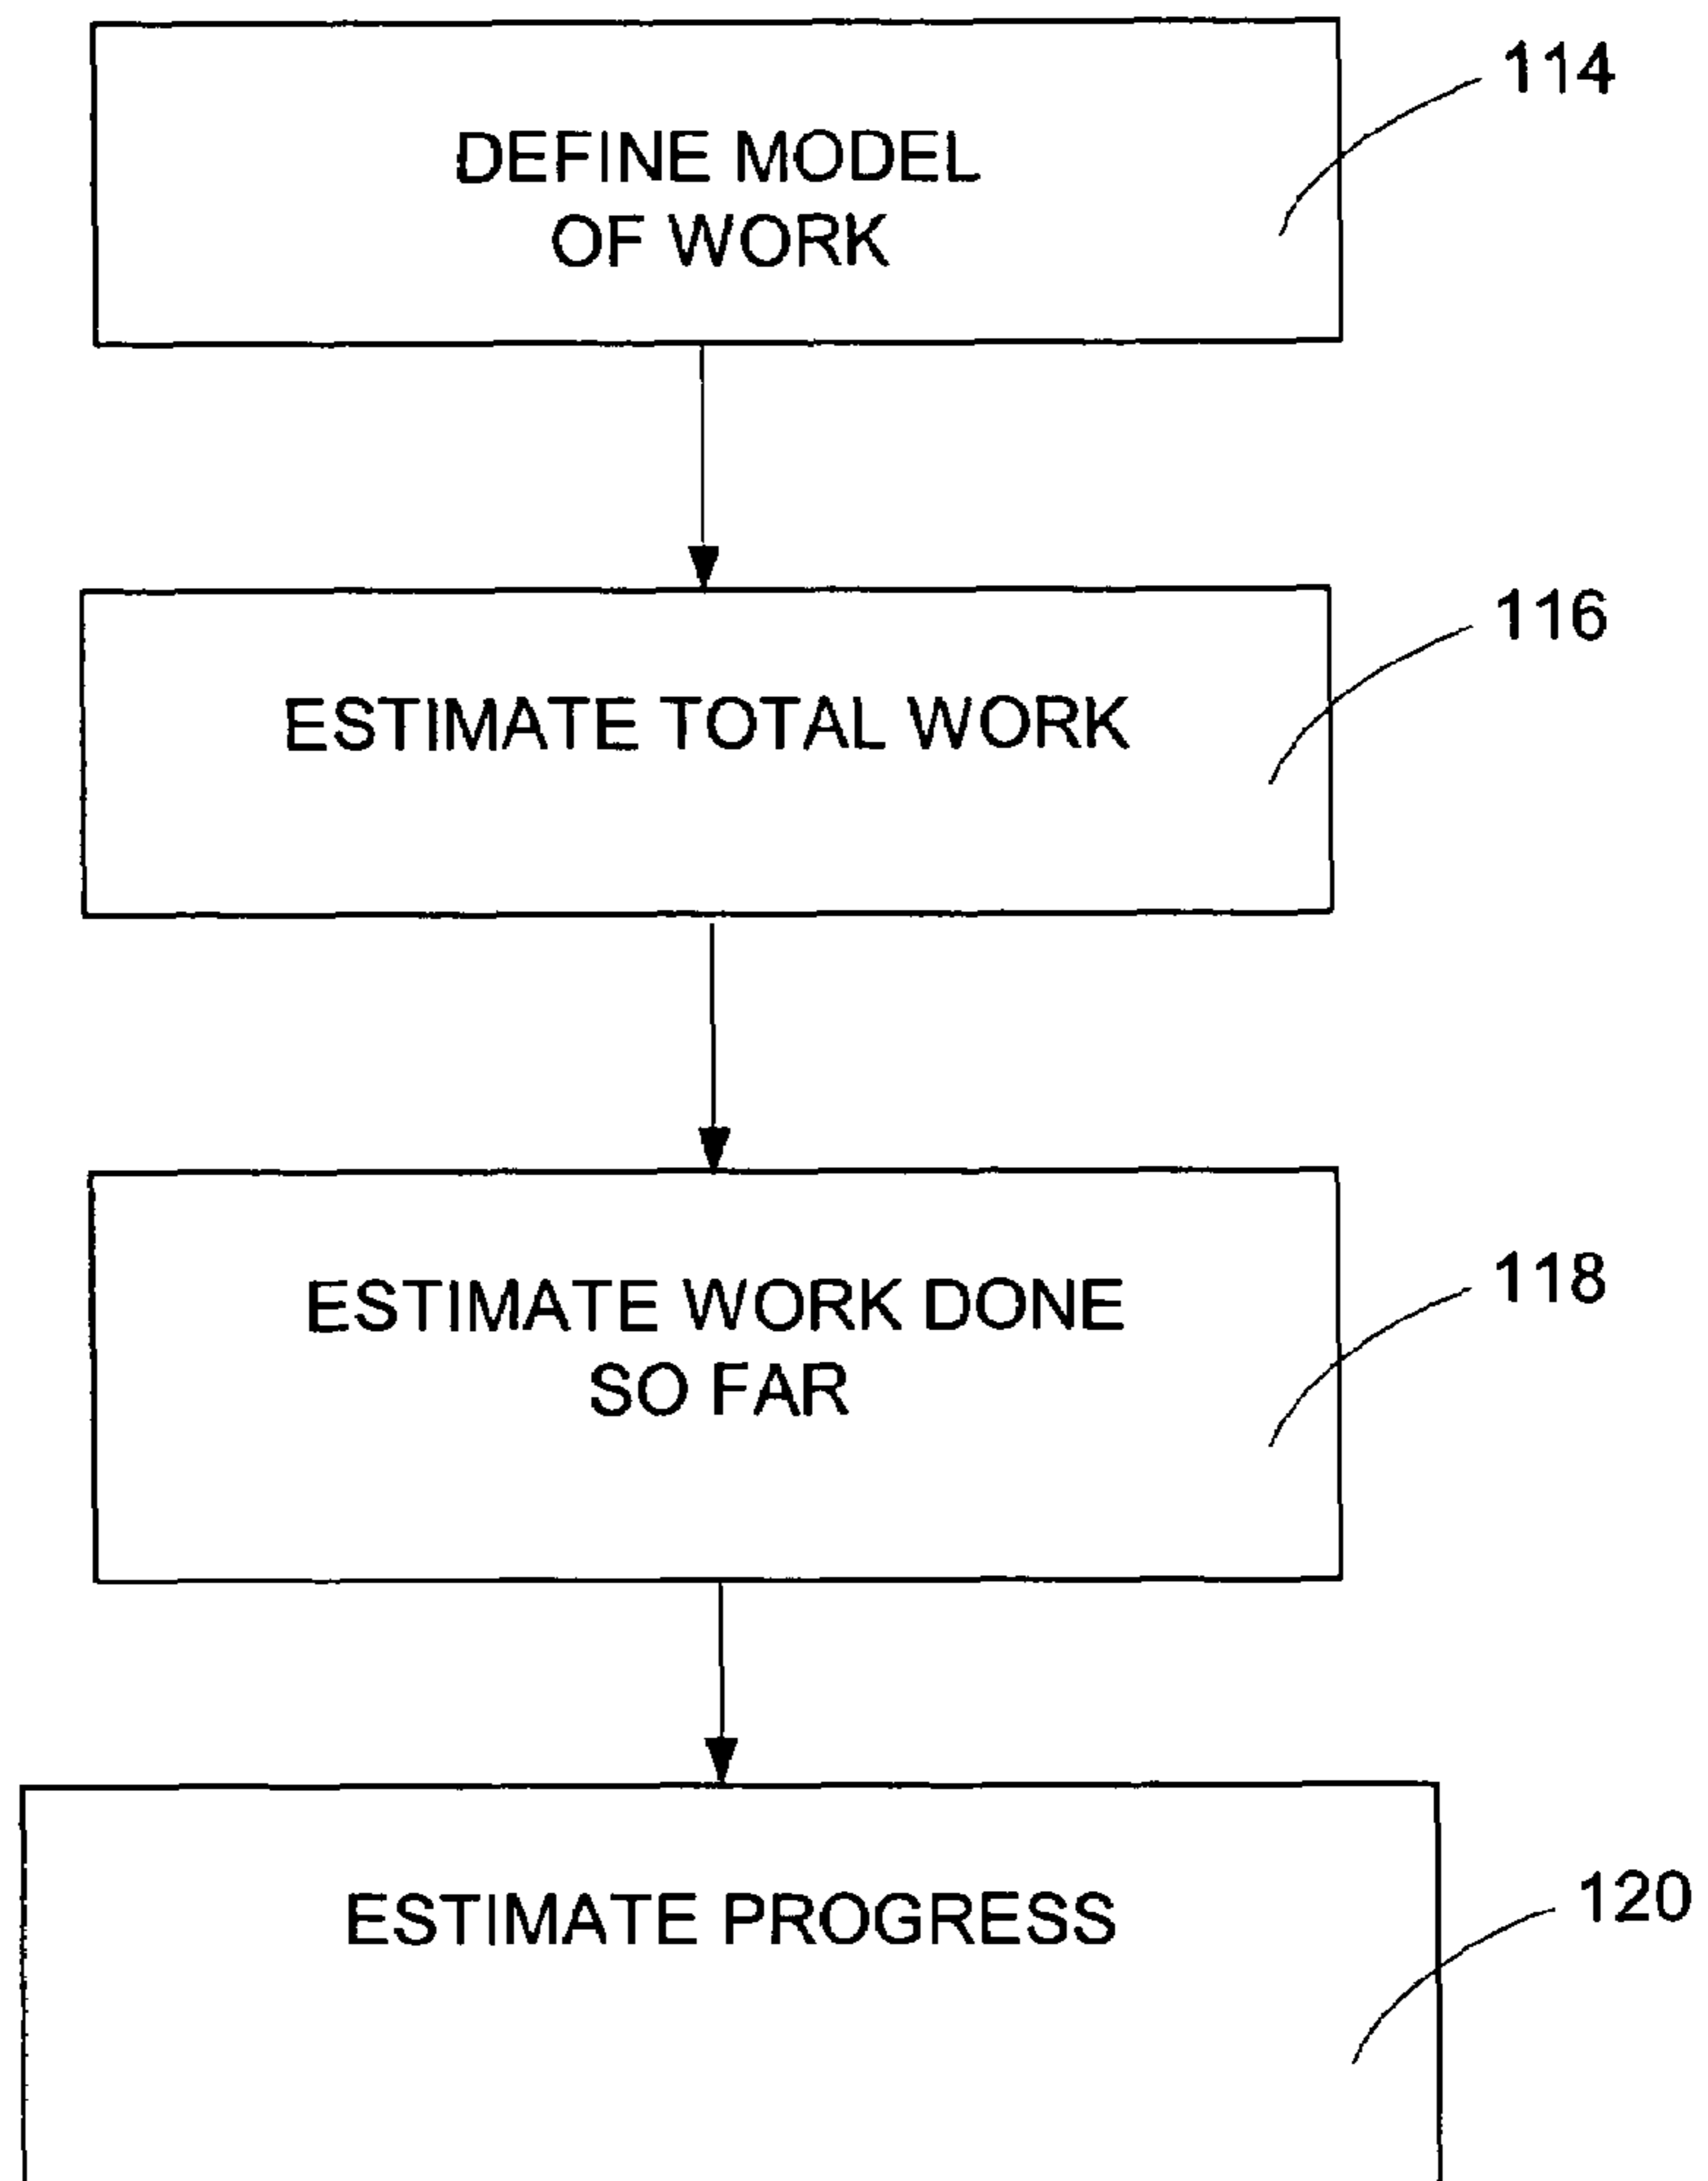 114
DEFINE MODEL
OF WORK
116
ESTIMATE TOTAL WORK
118
ESTIMATE WORK DONE
SO FAR
120
ESTIMATE PROGRESS